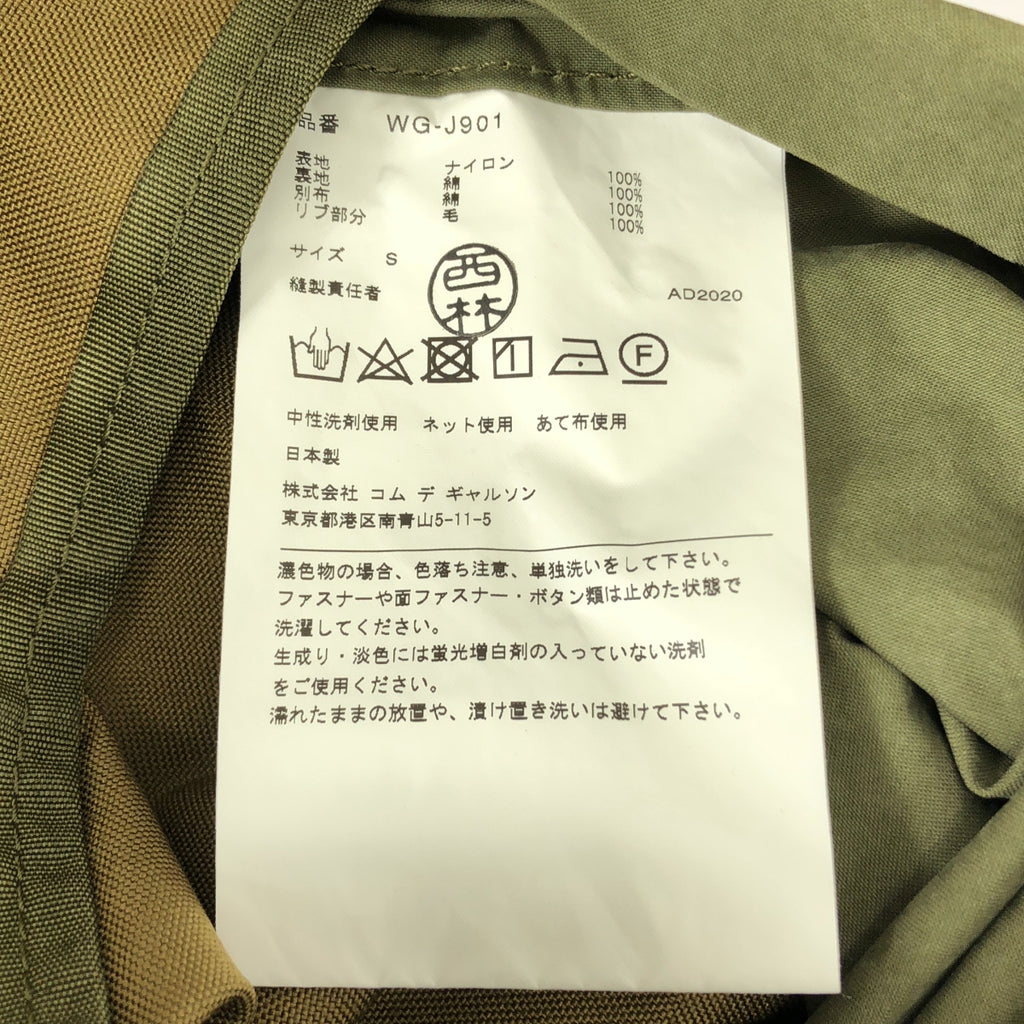 品番 WG-J901
表地 ナイロン 100%
裏地 綿 100%
別布 綿 100%
リブ部分 毛 100%
サイズ S
西林
縫製責任者 AD2020
F
中性洗剤使用 ネット使用 あて布使用
日本製
株式会社 コム デ ギャルソン
東京都港区南青山5-11-5
濃色物の場合、色落ち注意、単独洗いをして下さい。
ファスナーや面ファスナー・ボタン類は止めた状態で
洗濯してください。
生成り・淡色には蛍光増白剤の入っていない洗剤
をご使用ください。
濡れたままの放置や、漬け置き洗いは避けて下さい。